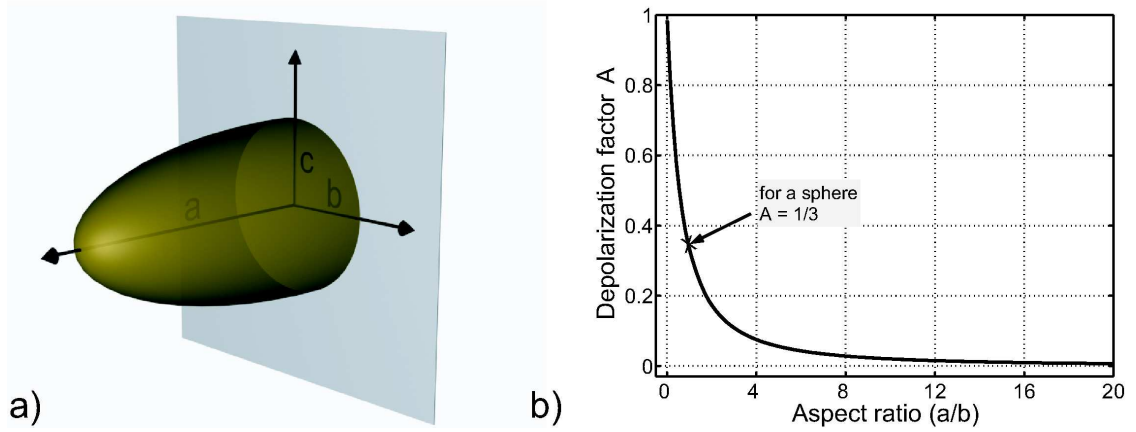 a
c
b
a)
b)
Depolarization factor A
1
0.8
0.6
0.4
0.2
0
for a sphere
A = 1/3
0 4 8 12 16 20
Aspect ratio (a/b)